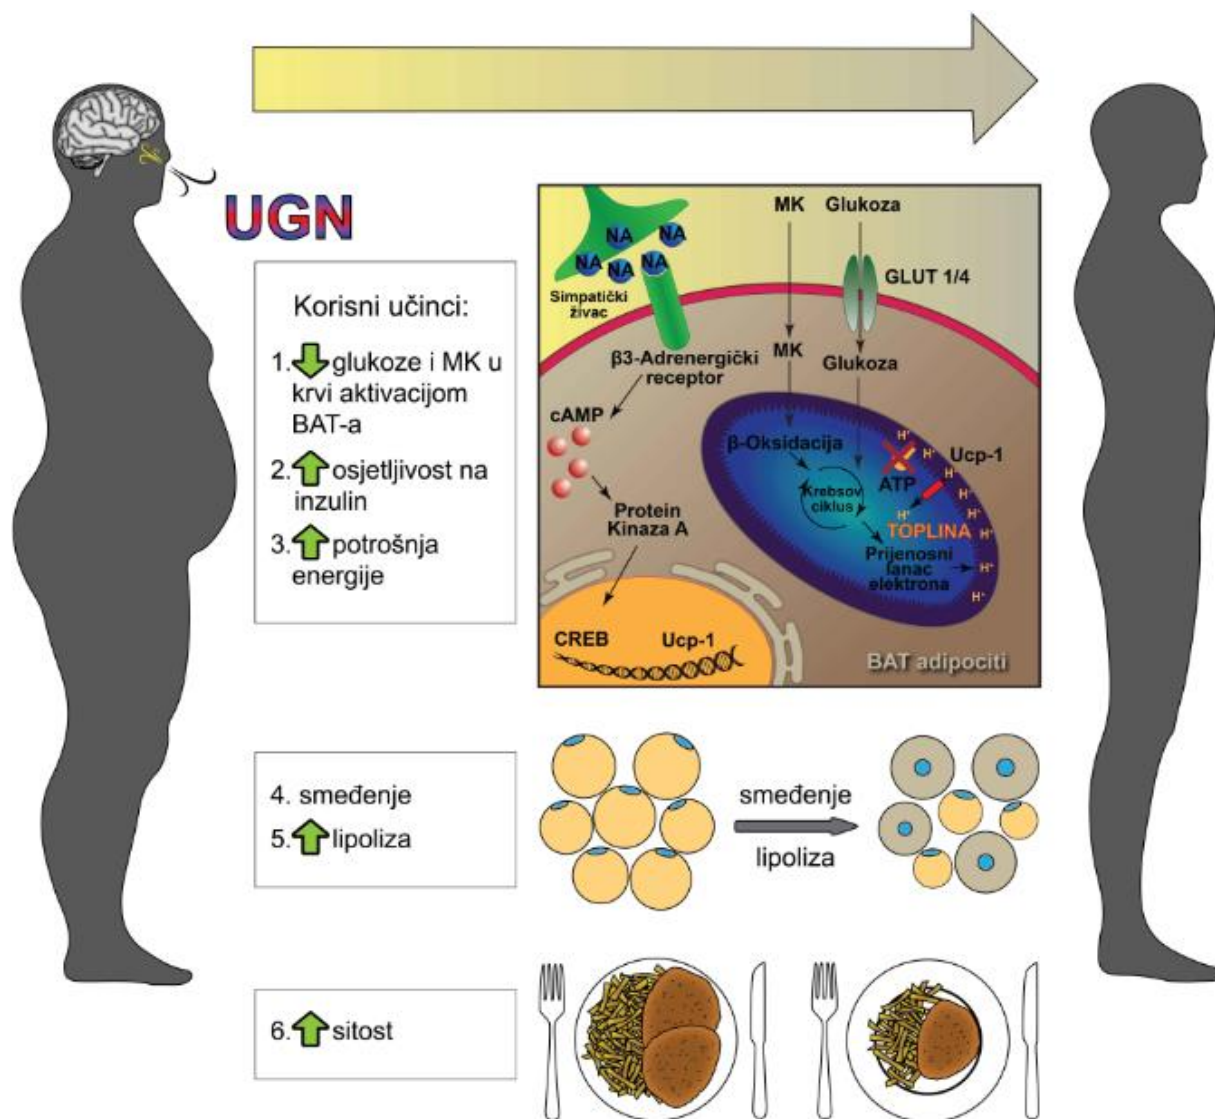 UGN
Korisni učinci:
1. glukoze i MK u
krvi aktivacijom
BAT-a
2. osjetljivost na
inzulin
3. potrošnja
energije
NA
NA
NA
NA
NA
Simpatički
živac
MK
Glukoza
GLUT 1/4
β3-Adrenergički
receptor
MK
Glukoza
cAMP
β-Oksidacija
Krebsov
ciklus
H⁺
H⁺
H⁺
H⁺
H⁺
H⁺
H⁺
H⁺
H⁺
H⁺
Ucp-1
ATP
TOPLINA
Protein
Kinaza A
Prijenosni
lanac
elektrona
CREB
Ucp-1
BAT adipociti
4. smeđenje
5. lipoliza
smeđenje
lipoliza
6. sitost